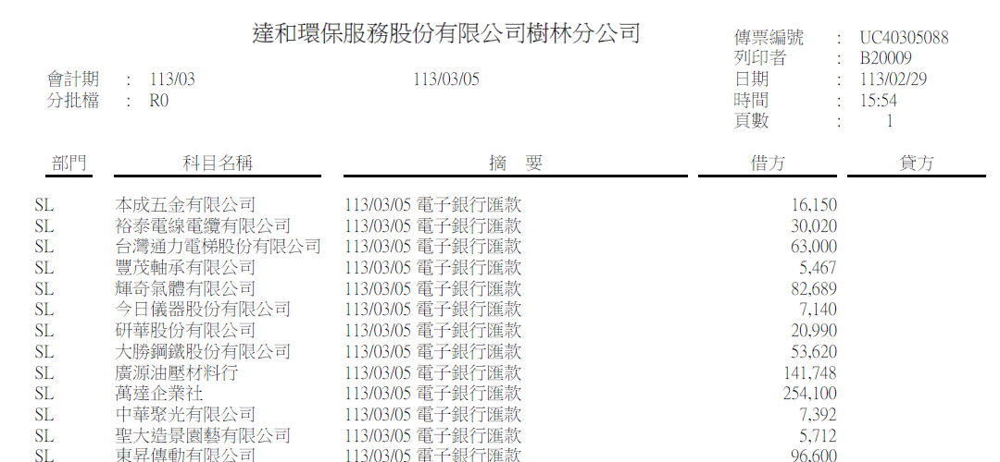 達和環保服務股份有限公司樹林分公司
傳票編號 : UC40305088
列印者 : B20009
會計期 : 113/03 113/03/05 日期 : 113/02/29
分批檔 : R0 時間 : 15:54
頁數 : 1
部門 科目名稱 摘 要 借方 貸方
SL 本成五金有限公司 113/03/05 電子銀行匯款 16,150
SL 裕泰電線電纜有限公司 113/03/05 電子銀行匯款 30,020
SL 台灣通力電梯股份有限公司 113/03/05 電子銀行匯款 63,000
SL 豐茂軸承有限公司 113/03/05 電子銀行匯款 5,467
SL 輝奇氣體有限公司 113/03/05 電子銀行匯款 82,689
SL 今日儀器股份有限公司 113/03/05 電子銀行匯款 7,140
SL 研華股份有限公司 113/03/05 電子銀行匯款 20,990
SL 大勝鋼鐵股份有限公司 113/03/05 電子銀行匯款 53,620
SL 廣源油壓材料行 113/03/05 電子銀行匯款 141,748
SL 萬達企業社 113/03/05 電子銀行匯款 254,100
SL 中華聚光有限公司 113/03/05 電子銀行匯款 7,392
SL 聖大造景園藝有限公司 113/03/05 電子銀行匯款 5,712
SL 東昇傳動有限公司 113/03/05 電子銀行匯款 96,600